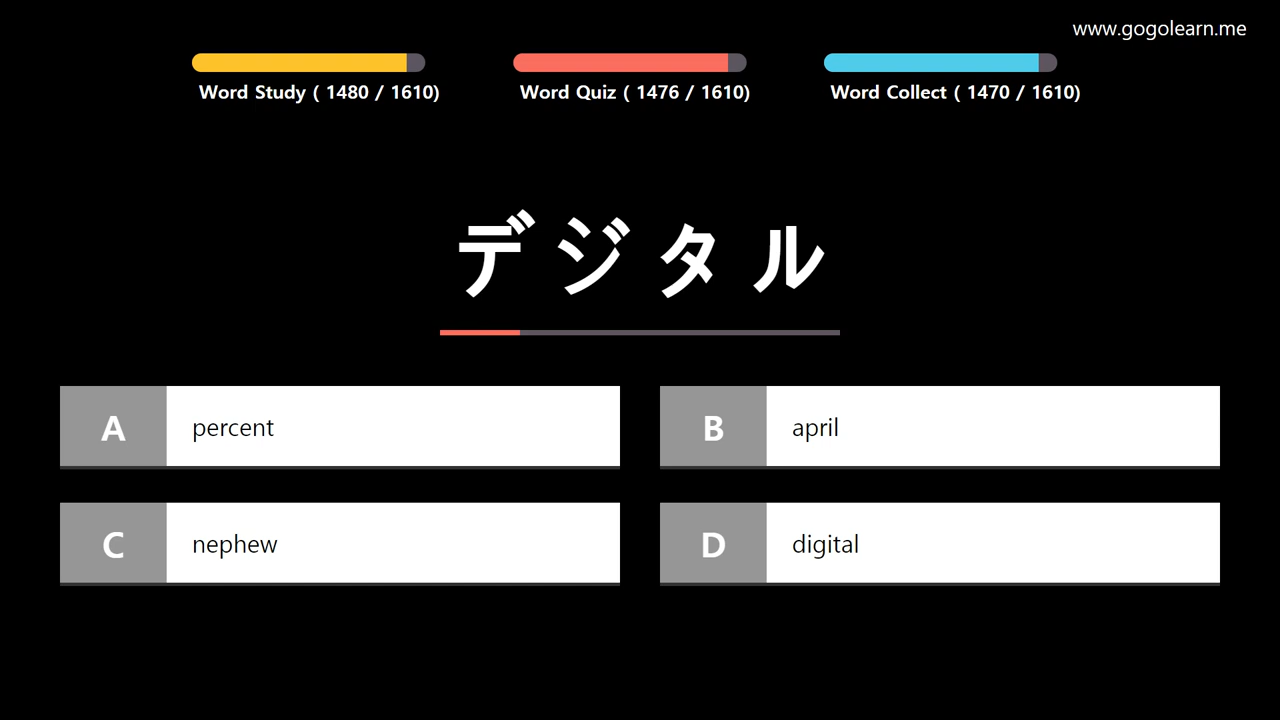 www.gogolearn.me
Word Study ( 1480 / 1610)
Word Quiz ( 1476 / 1610)
Word Collect ( 1470 / 1610)
デジタル
A percent
B april
C nephew
D digital